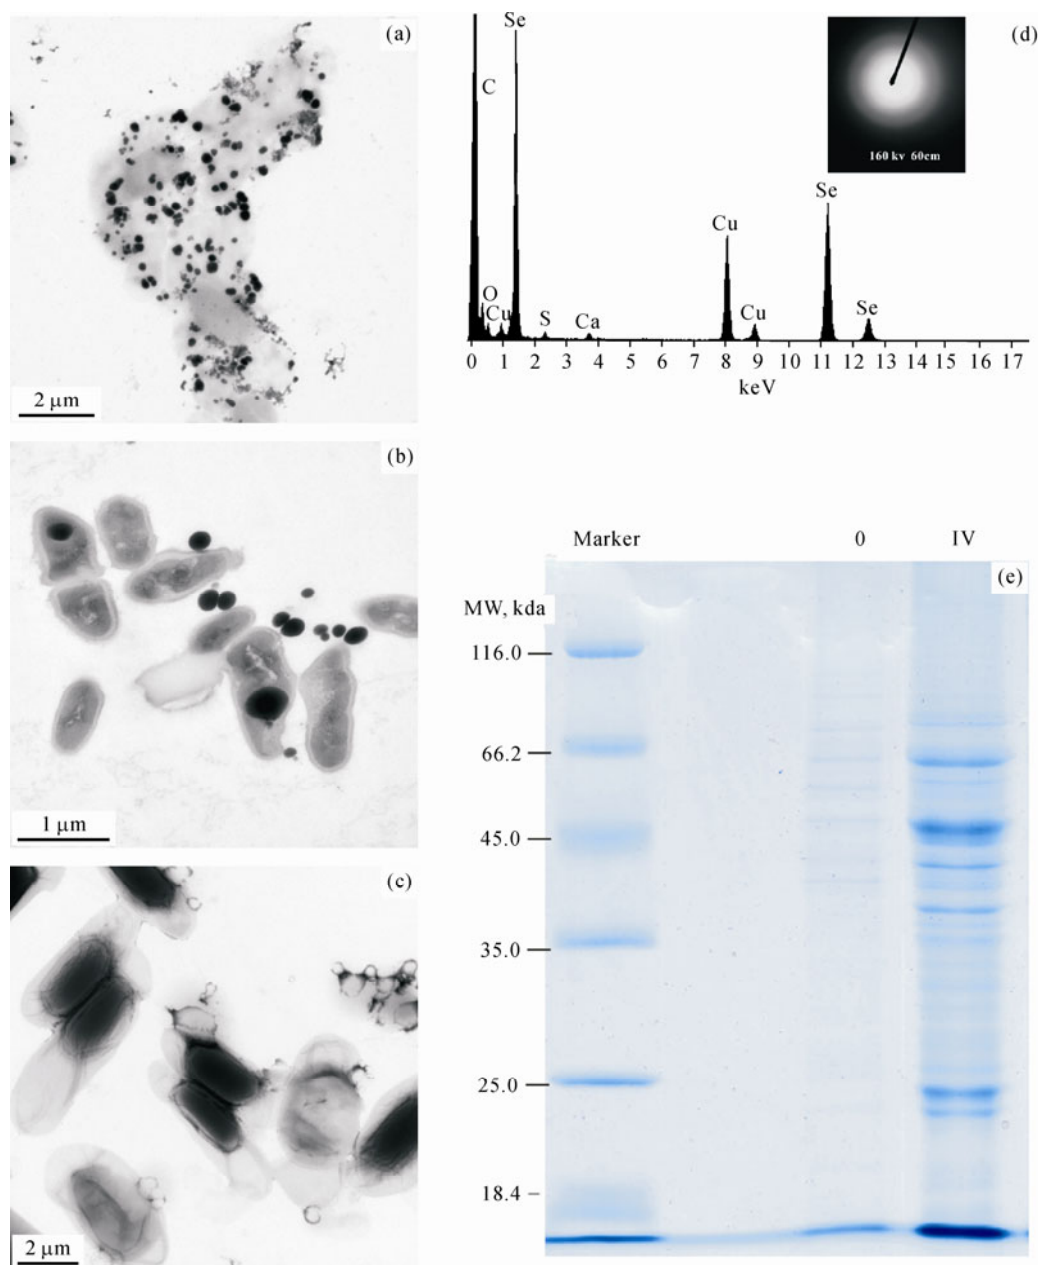 (a)
2 μm
(b)
1 μm
(c)
2 μm
(d)
Se
C
O
Cu
S
Ca
Cu
Cu
Se
Se
160 kv 60cm
0 1 2 3 4 5 6 7 8 9 10 11 12 13 14 15 16 17
keV
Marker 0 IV
(e)
MW, kda
116.0
66.2
45.0
35.0
25.0
18.4